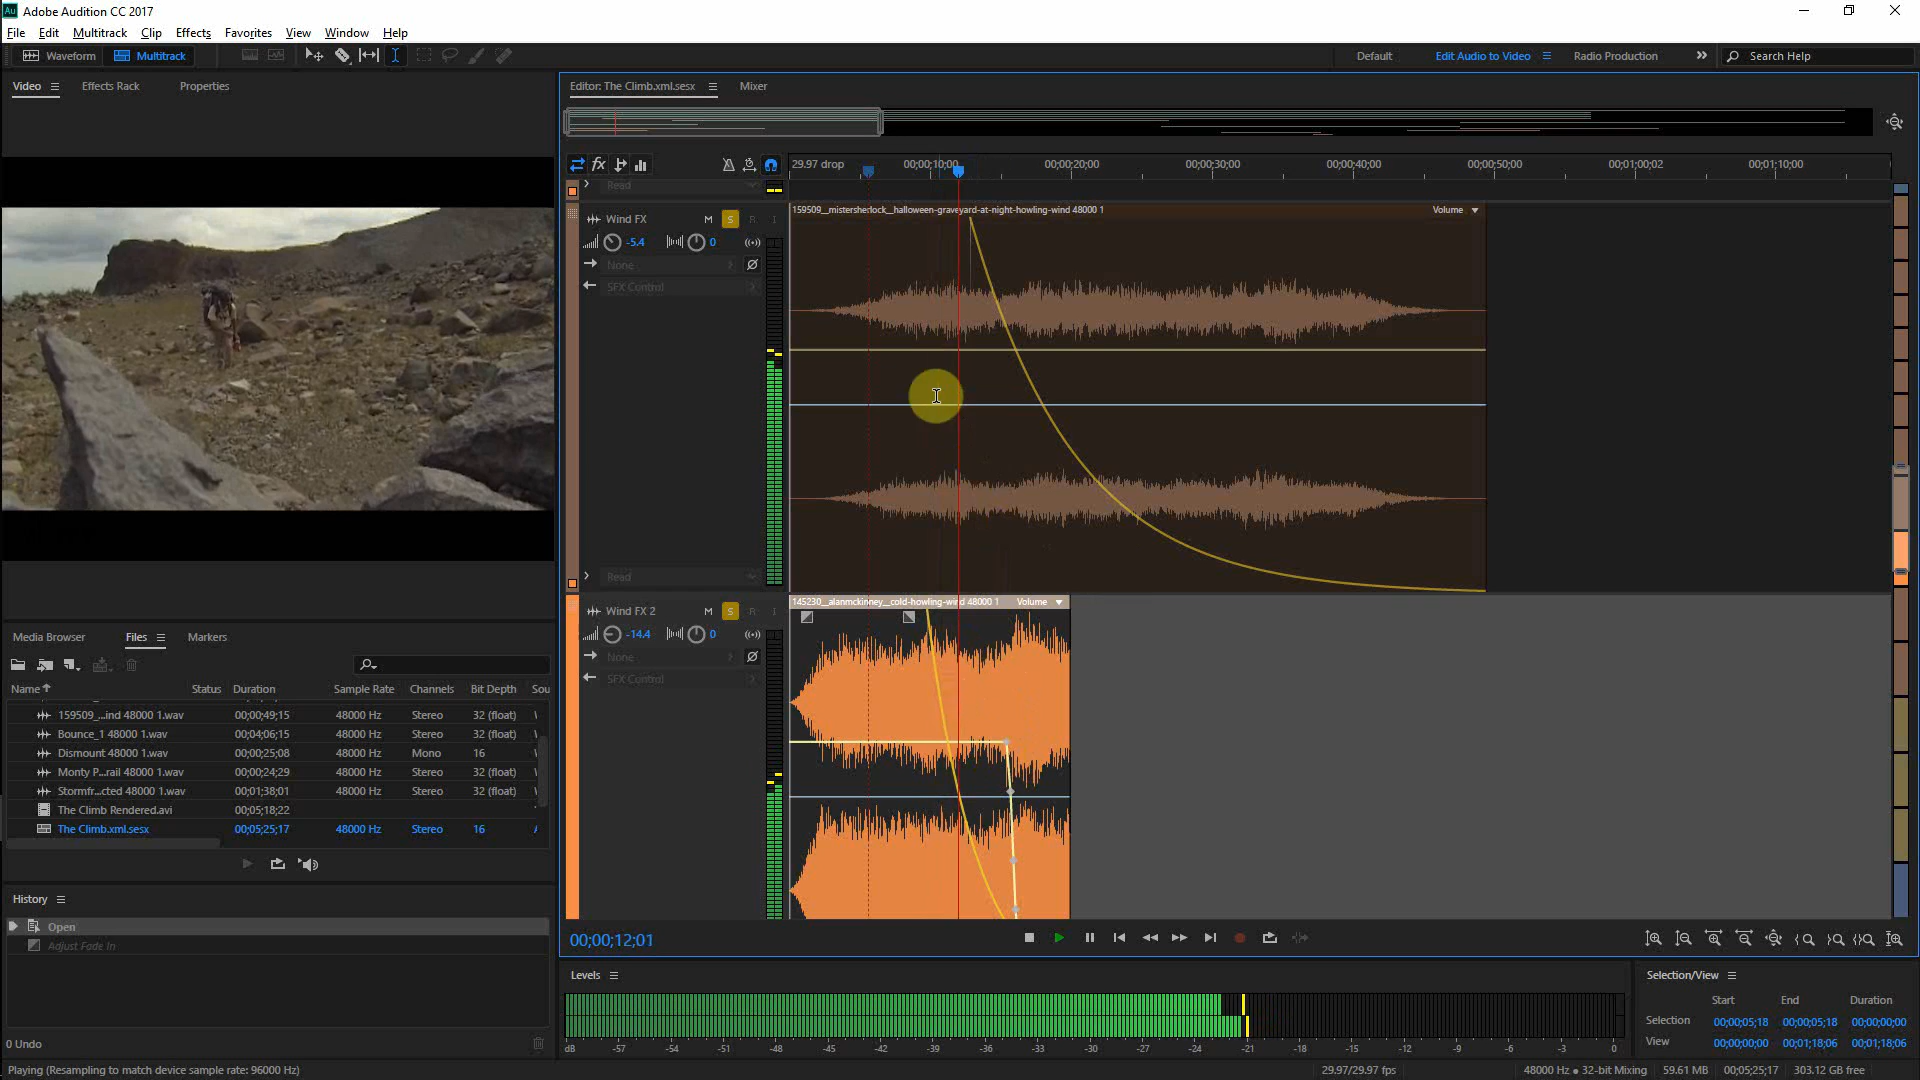 Au Adobe Audition CC 2017
File Edit Multitrack Clip Effects Favorites View Window Help
Waveform Multitrack Default Edit Audio to Video Radio Production Search Help
Video Effects Rack Properties
Editor: The Climb.xml.sesx Mixer
fx 29.97 drop 00;00;10;00 00;00;20;00 00;00;30;00 00;00;40;00 00;00;50;00 00;01;00;02 00;01;10;00
Read
Wind FX M S R I 159509__mistersherlock__halloween-graveyard-at-night-howling-wind 48000 1 Volume
-5.4 0
None
SFX Control
Read
Wind FX 2 M S R I 145230__alanmckinney__cold-howling-wind 48000 1 Volume
-14.4 0
None
SFX Control
Media Browser Files Markers
Name Status Duration Sample Rate Channels Bit Depth Sou
159509_...ind 48000 1.wav 00;00;49;15 48000 Hz Stereo 32 (float)
Bounce_1 48000 1.wav 00;04;06;15 48000 Hz Stereo 32 (float)
Dismount 48000 1.wav 00;00;25;08 48000 Hz Mono 16
Monty P...rail 48000 1.wav 00;00;24;29 48000 Hz Stereo 32 (float)
Stormfr...cted 48000 1.wav 00;01;38;01 48000 Hz Stereo 32 (float)
The Climb Rendered.avi 00;05;18;22
The Climb.xml.sesx 00;05;25;17 48000 Hz Stereo 16
History
Open
Adjust Fade In
0 Undo
00;00;12;01
Levels
dB -57 -54 -51 -48 -45 -42 -39 -36 -33 -30 -27 -24 -21 -18 -15 -12 -9 -6 -3 0
Selection/View
Start End Duration
Selection 00;00;05;18 00;00;05;18 00;00;00;00
View 00;00;00;00 00;01;18;06 00;01;18;06
Playing (Resampling to match device sample rate: 96000 Hz) 29.97/29.97 fps 48000 Hz • 32-bit Mixing 59.61 MB 00;05;25;17 303.12 GB free